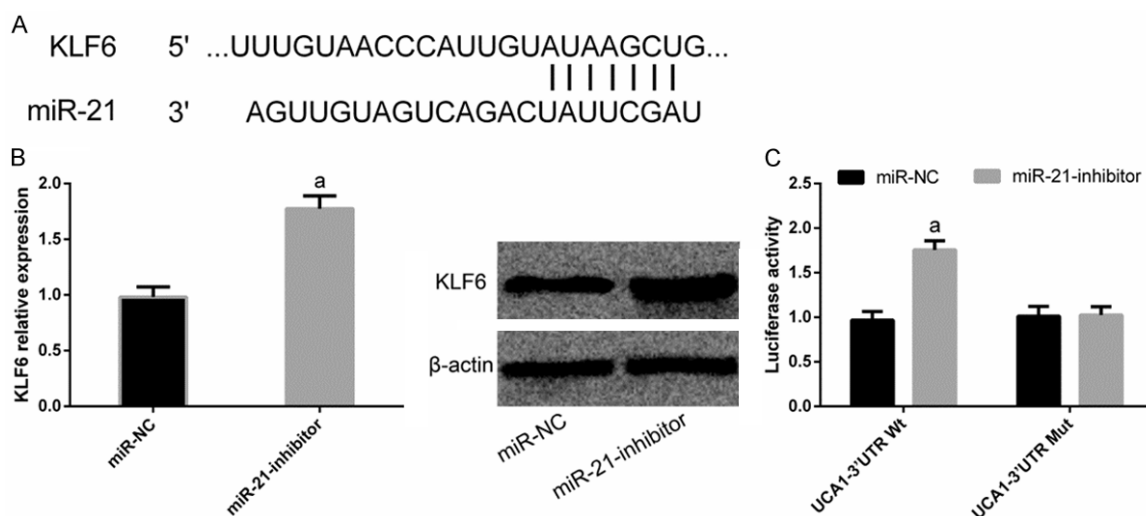 A
KLF6 5' ...UUUGUAACCCAUUGUAUAAGCUG...
miR-21 3' AGUUGUAGUCAGACUAUUCGAU
B
KLF6 relative expression
2.0
1.5
1.0
0.5
0.0
a
miR-NC
miR-21-inhibitor
KLF6
β-actin
miR-NC
miR-21-inhibitor
C
miR-NC miR-21-inhibitor
Luciferase activity
2.5
2.0
1.5
1.0
0.5
0.0
a
UCA1-3'UTR Wt
UCA1-3'UTR Mut